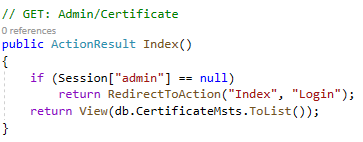 // GET: Admin/Certificate
0 references
public ActionResult Index()
{
    if (Session["admin"] == null)
        return RedirectToAction("Index", "Login");
    return View(db.CertificateMsts.ToList());
}